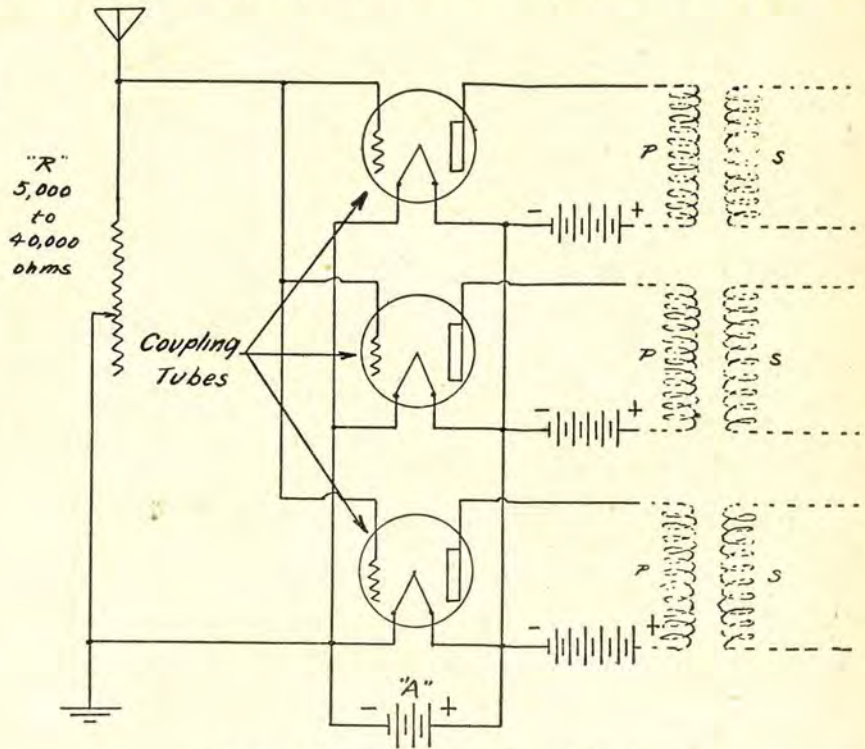 "R"
5,000
to
40,000
ohms
Coupling
Tubes
P
S
- +
P
S
- +
P
S
- +
"A"
- +